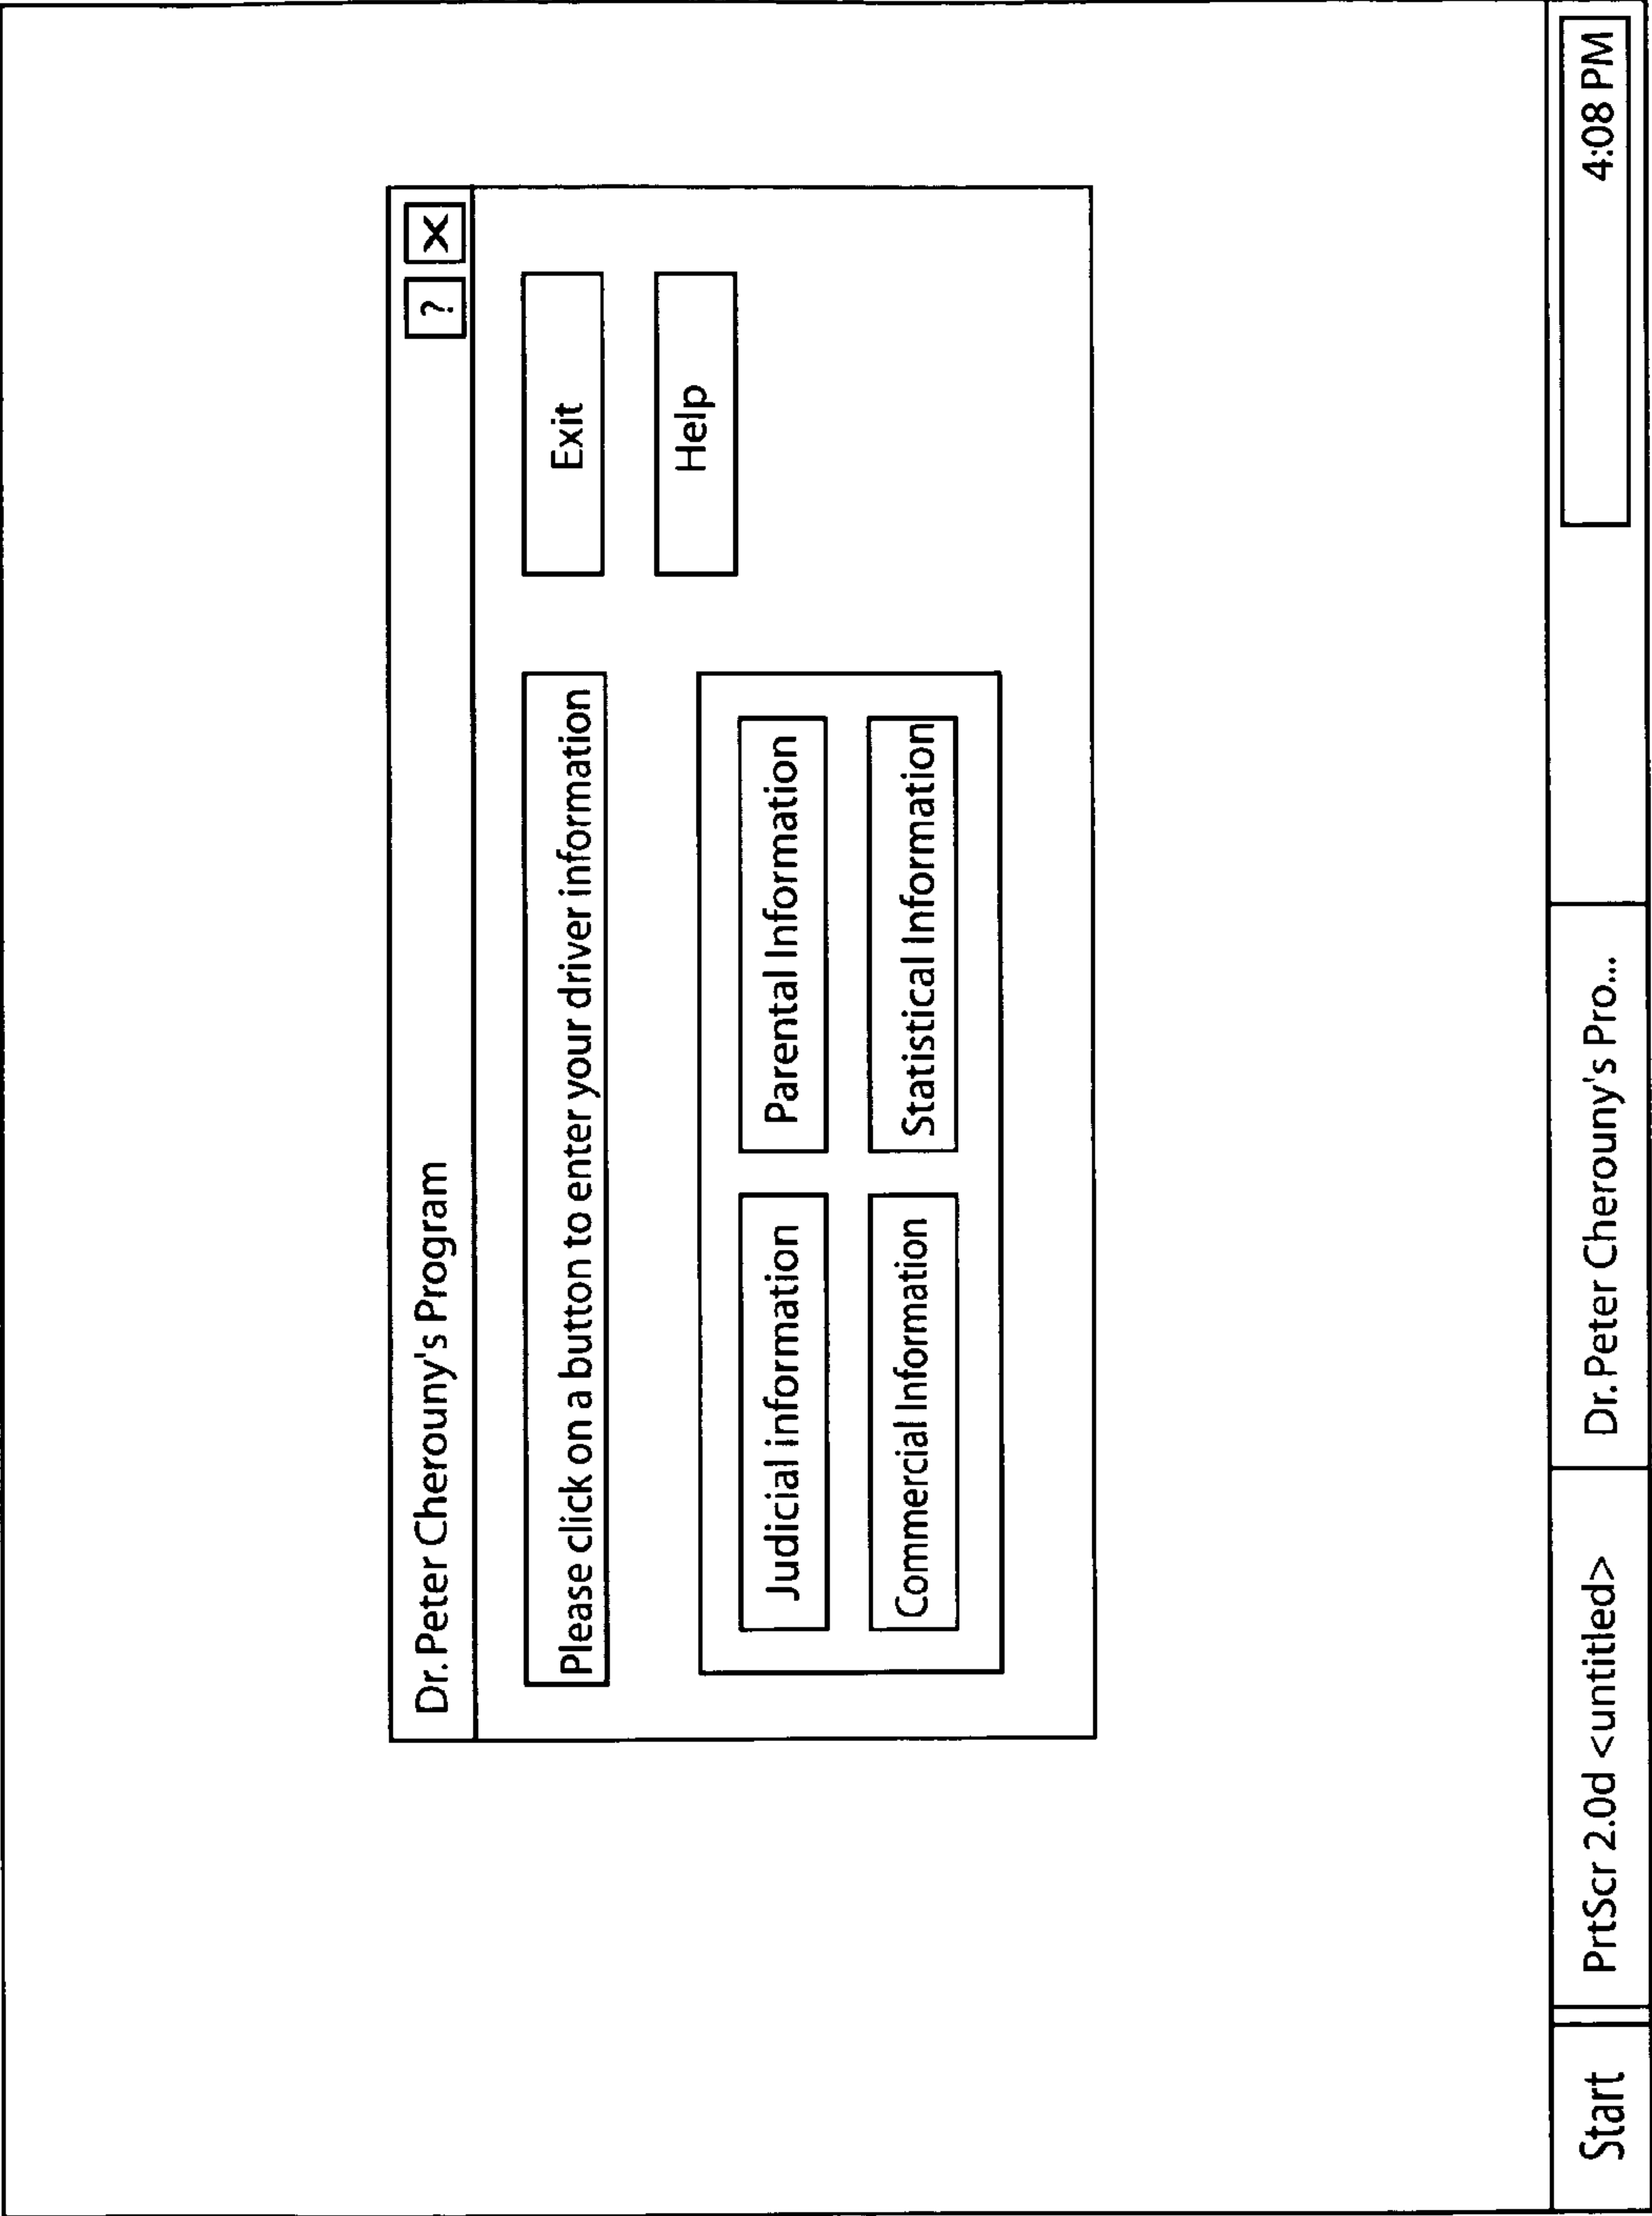 Dr. Peter Cherouny's Program ? X
Please click on a button to enter your driver information
Exit
Help
Judicial information Parental Information
Commercial Information Statistical Information
Start PrtScr 2.0d <untitled> Dr. Peter Cherouny's Pro... 4:08 PM